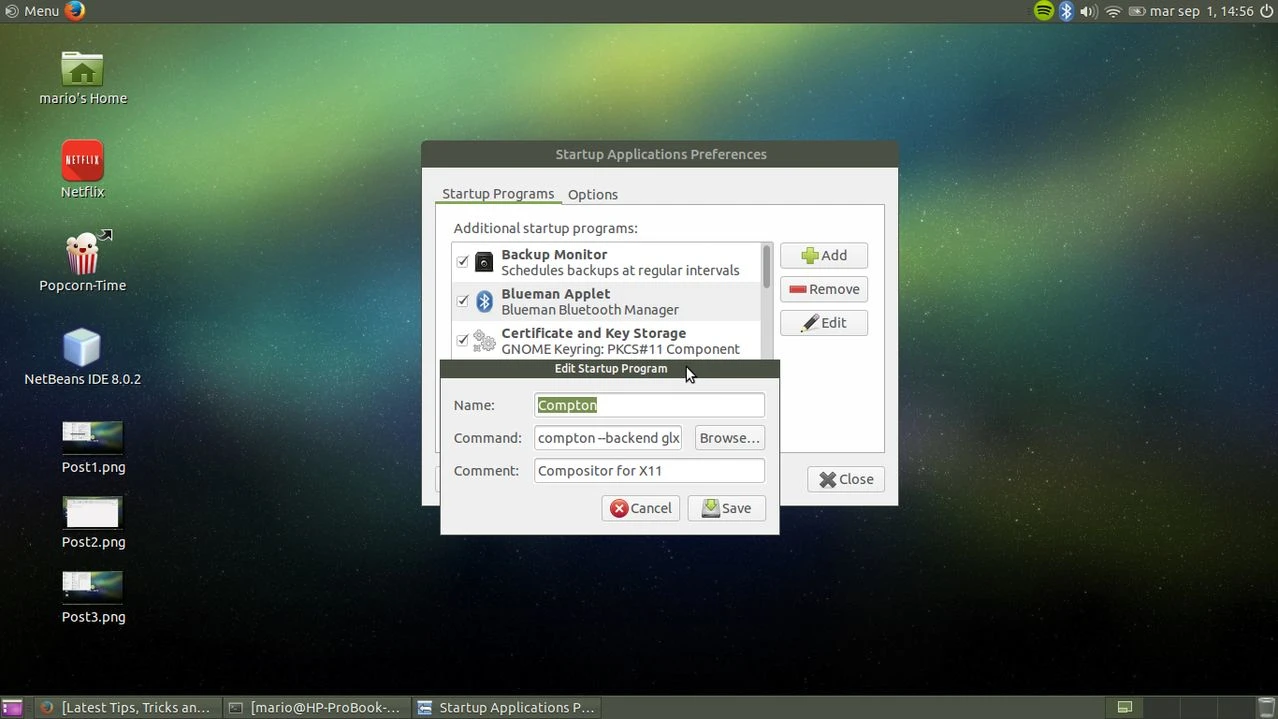 Menu
mar sep 1, 14:56
mario's Home
NETFLIX
Netflix
Popcorn-Time
NetBeans IDE 8.0.2
Post1.png
Post2.png
Post3.png
Startup Applications Preferences
Startup Programs
Options
Additional startup programs:
Backup Monitor
Schedules backups at regular intervals
Blueman Applet
Blueman Bluetooth Manager
Certificate and Key Storage
GNOME Keyring: PKCS#11 Component
Add
Remove
Edit
Edit Startup Program
Name: Compton
Command: compton --backend glx Browse...
Comment: Compositor for X11
Cancel
Save
Close
[Latest Tips, Tricks an...
[mario@HP-ProBook-...
Startup Applications P...